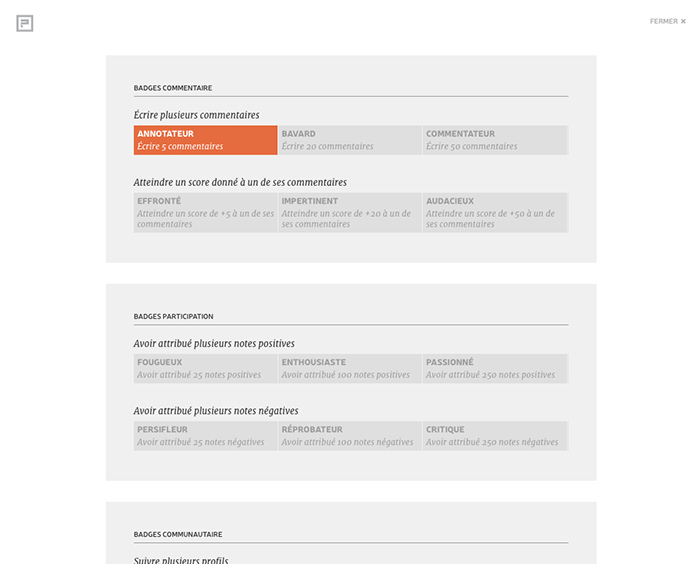 FERMER ✕
BADGES COMMENTAIRE
Écrire plusieurs commentaires
ANNOTATEUR
Écrire 5 commentaires
BAVARD
Écrire 20 commentaires
COMMENTATEUR
Écrire 50 commentaires
Atteindre un score donné à un de ses commentaires
EFFRONTÉ
Atteindre un score de +5 à un de ses
commentaires
IMPERTINENT
Atteindre un score de +20 à un de
ses commentaires
AUDACIEUX
Atteindre un score de +50 à un de
ses commentaires
BADGES PARTICIPATION
Avoir attribué plusieurs notes positives
FOUGUEUX
Avoir attribué 25 notes positives
ENTHOUSIASTE
Avoir attribué 100 notes positives
PASSIONNÉ
Avoir attribué 250 notes positives
Avoir attribué plusieurs notes négatives
PERSIFLEUR
Avoir attribué 25 notes négatives
RÉPROBATEUR
Avoir attribué 100 notes négatives
CRITIQUE
Avoir attribué 250 notes négatives
BADGES COMMUNAUTAIRE
Suivre plusieurs profils